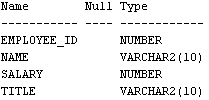 Name        Null Type
----------- ---- ------------
EMPLOYEE_ID      NUMBER
NAME             VARCHAR2(10)
SALARY           NUMBER
TITLE            VARCHAR2(10)